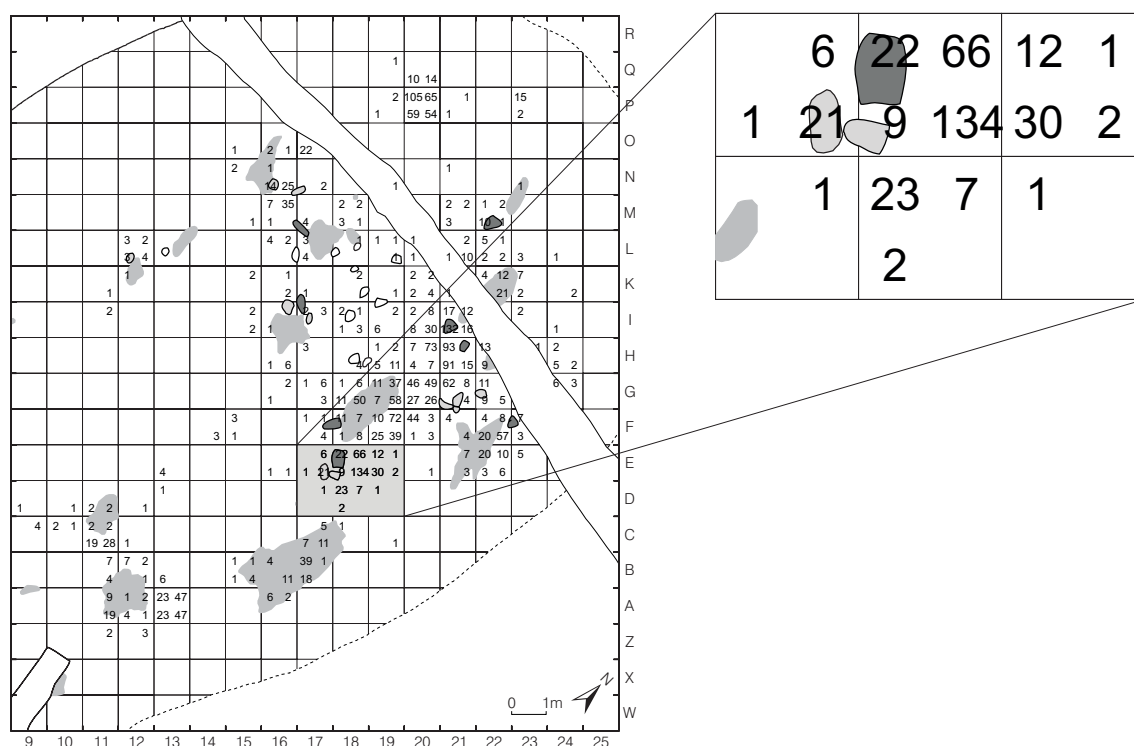 R
1
Q
10 14
2 105 65 1 15
P
1 59 54 1 2
O
1 2 1 22
2 1 1
N
14 25 2 1 1
7 35 2 2 2 2 1 2
M
1 1 4 3 1 3 10 1
3 2 4 2 3 1 1 1 1 2 5 1
L
3 4 4 1 1 1 10 2 2 3 1
1 2 1 2 2 2 4 12 7
K
1 2 1 1 2 4 1 21 2 2
2 2 2 3 2 1 2 2 8 17 12 2
I
2 1 1 3 6 8 30 132 16 1
3 1 2 7 73 93 13 1 2
H
1 6 4 5 11 4 7 91 15 9 5 2
2 1 6 1 6 11 37 46 49 62 8 11 6 3
G
1 3 11 50 7 58 27 26 4 9 5
3 1 1 11 7 10 72 44 3 4 4 8 7
F
3 1 4 1 8 25 39 1 3 4 20 57 3
6 22 66 12 1 7 20 10 5
E
4 1 1 1 21 9 134 30 2 1 3 3 6
1 1 23 7 1
D
1 1 2 2 1 2
4 2 1 2 2 5 1
C
19 28 1 7 11 1
7 7 2 1 1 4 39 1
B
4 1 6 1 4 11 18
9 1 2 23 47 6 2
A
19 4 1 23 47
2 3
Z
X
N
0 1m
W
9 10 11 12 13 14 15 16 17 18 19 20 21 22 23 24 25
6 22 66 12 1
1 21 9 134 30 2
1 23 7 1
2